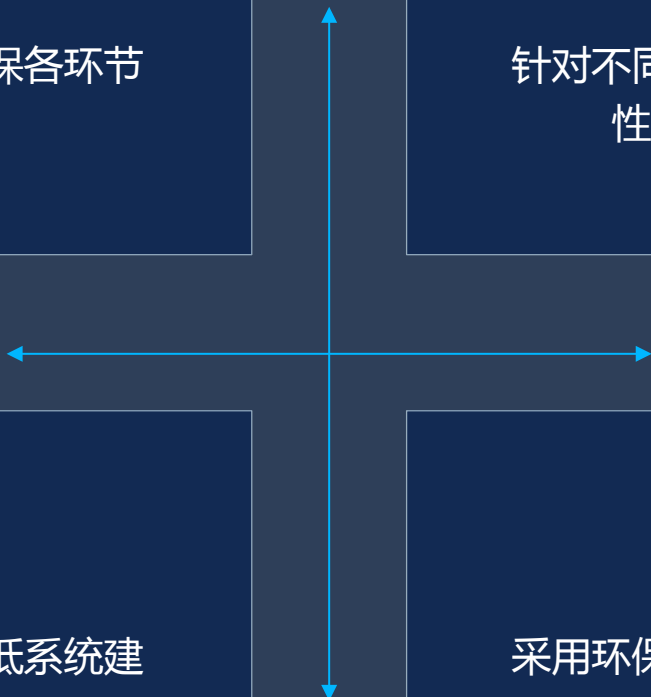 保各环节
针对不同
性
低系统建
采用环保